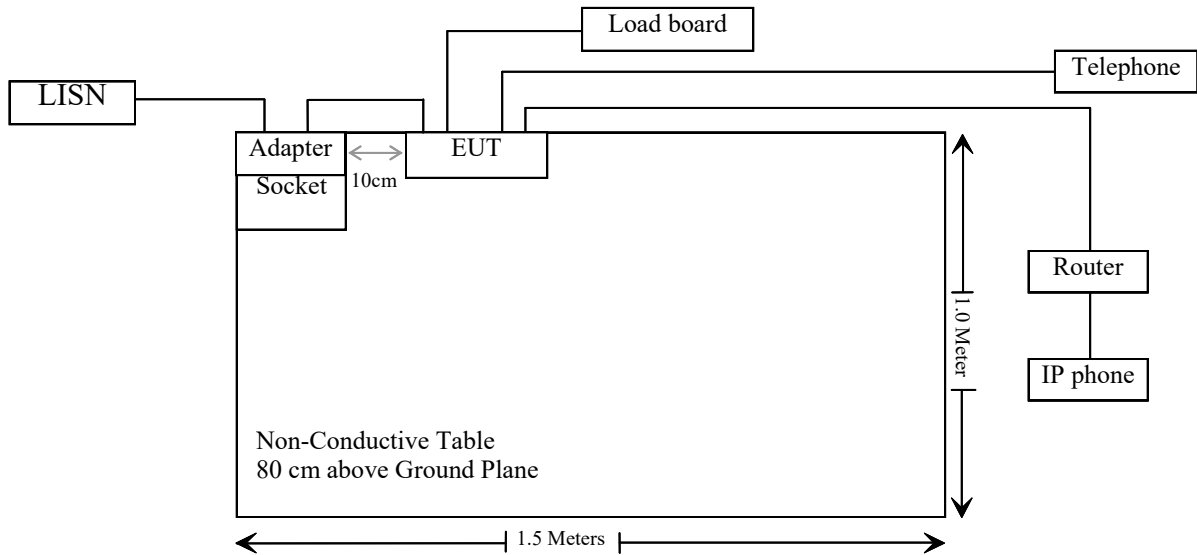 Load board
Telephone
LISN
Adapter
EUT
Socket
10cm
Router
1.0 Meter
IP phone
Non-Conductive Table
80 cm above Ground Plane
1.5 Meters